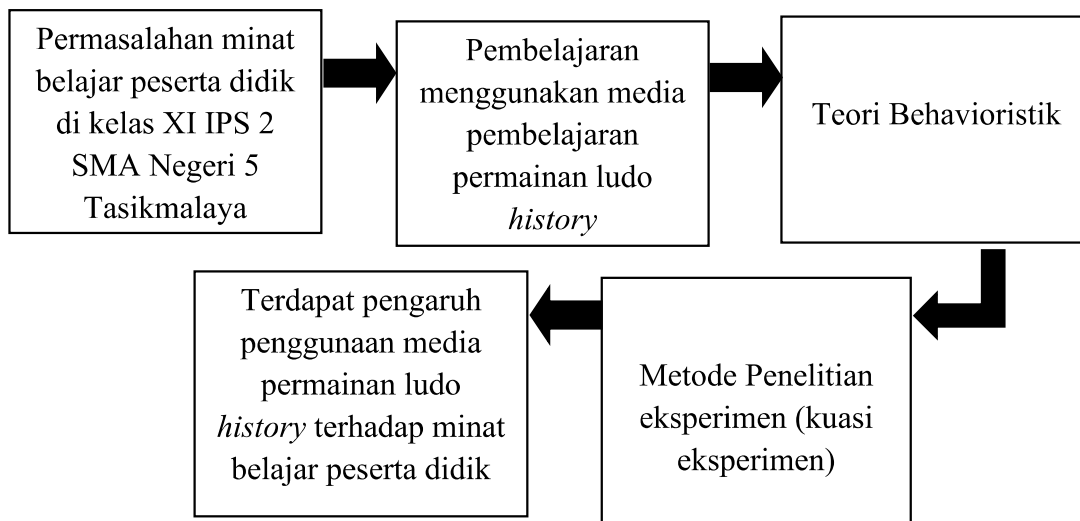 Permasalahan minat
belajar peserta didik
di kelas XI IPS 2
SMA Negeri 5
Tasikmalaya
Pembelajaran
menggunakan media
pembelajaran
permainan ludo
history
Teori Behavioristik
Metode Penelitian
eksperimen (kuasi
eksperimen)
Terdapat pengaruh
penggunaan media
permainan ludo
history terhadap minat
belajar peserta didik